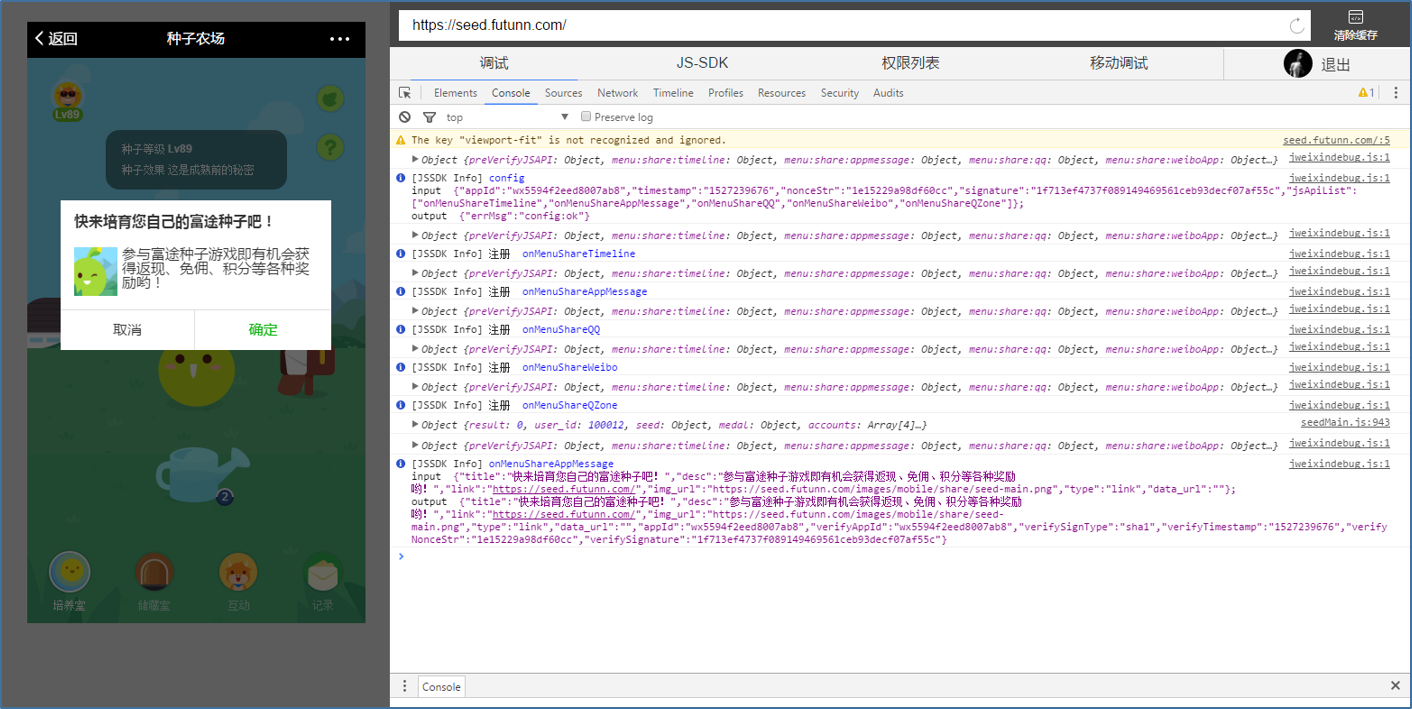 返回
种子农场
Lv89
种子等级 Lv89
种子效果 这是成熟前的秘密
?
快来培育您自己的富途种子吧！
参与富途种子游戏即有机会获
得返现、免佣、积分等各种奖
励哟！
取消
确定
2
培养室
储藏室
互动
记录
https://seed.futunn.com/
清除缓存
调试
JS-SDK
权限列表
移动调试
退出
Elements Console Sources Network Timeline Profiles Resources Security Audits
1
top
Preserve log
The key "viewport-fit" is not recognized and ignored. seed.futunn.com/:5
Object {preVerifyJSAPI: Object, menu:share:timeline: Object, menu:share:appmessage: Object, menu:share:qq: Object, menu:share:weiboApp: Object…} jweixindebug.js:1
[JSSDK Info] config jweixindebug.js:1
input {"appId":"wx5594f2eed8007ab8","timestamp":"1527239676","nonceStr":"1e15229a98df60cc","signature":"1f713ef4737f089149469561ceb93decf07af55c","jsApiList":
["onMenuShareTimeline","onMenuShareAppMessage","onMenuShareQQ","onMenuShareWeibo","onMenuShareQZone"]};
output {"errMsg":"config:ok"}
Object {preVerifyJSAPI: Object, menu:share:timeline: Object, menu:share:appmessage: Object, menu:share:qq: Object, menu:share:weiboApp: Object…} jweixindebug.js:1
[JSSDK Info] 注册 onMenuShareTimeline jweixindebug.js:1
Object {preVerifyJSAPI: Object, menu:share:timeline: Object, menu:share:appmessage: Object, menu:share:qq: Object, menu:share:weiboApp: Object…} jweixindebug.js:1
[JSSDK Info] 注册 onMenuShareAppMessage jweixindebug.js:1
Object {preVerifyJSAPI: Object, menu:share:timeline: Object, menu:share:appmessage: Object, menu:share:qq: Object, menu:share:weiboApp: Object…} jweixindebug.js:1
[JSSDK Info] 注册 onMenuShareQQ jweixindebug.js:1
Object {preVerifyJSAPI: Object, menu:share:timeline: Object, menu:share:appmessage: Object, menu:share:qq: Object, menu:share:weiboApp: Object…} jweixindebug.js:1
[JSSDK Info] 注册 onMenuShareWeibo jweixindebug.js:1
Object {preVerifyJSAPI: Object, menu:share:timeline: Object, menu:share:appmessage: Object, menu:share:qq: Object, menu:share:weiboApp: Object…} jweixindebug.js:1
[JSSDK Info] 注册 onMenuShareQZone jweixindebug.js:1
Object {result: 0, user_id: 100012, seed: Object, medal: Object, accounts: Array[4]…} seedMain.js:943
Object {preVerifyJSAPI: Object, menu:share:timeline: Object, menu:share:appmessage: Object, menu:share:qq: Object, menu:share:weiboApp: Object…} jweixindebug.js:1
[JSSDK Info] onMenuShareAppMessage jweixindebug.js:1
input {"title":"快来培育您自己的富途种子吧！","desc":"参与富途种子游戏即有机会获得返现、免佣、积分等各种奖励
哟！","link":"https://seed.futunn.com/","img_url":"https://seed.futunn.com/images/mobile/share/seed-main.png","type":"link","data_url":""};
output {"title":"快来培育您自己的富途种子吧！","desc":"参与富途种子游戏即有机会获得返现、免佣、积分等各种奖励
哟！","link":"https://seed.futunn.com/","img_url":"https://seed.futunn.com/images/mobile/share/seed-
main.png","type":"link","data_url":"","appId":"wx5594f2eed8007ab8","verifyAppId":"wx5594f2eed8007ab8","verifySignType":"sha1","verifyTimestamp":"1527239676","verify
NonceStr":"1e15229a98df60cc","verifySignature":"1f713ef4737f089149469561ceb93decf07af55c"}
Console